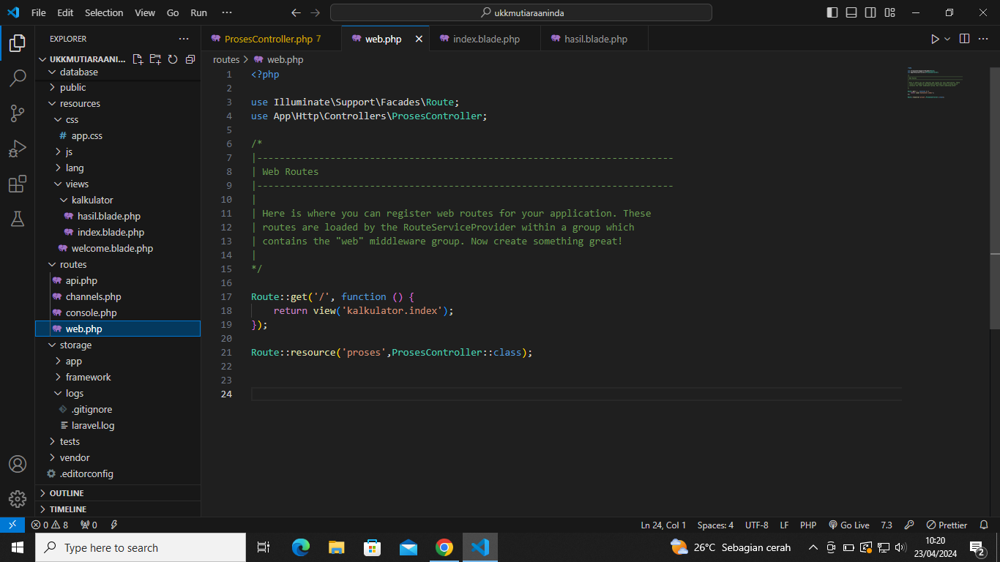 File Edit Selection View Go Run ··· ukkmutiaraaninda
EXPLORER ···
UKKMUTIARAANI...
database
public
resources
css
# app.css
js
lang
views
kalkulator
hasil.blade.php
index.blade.php
welcome.blade.php
routes
api.php
channels.php
console.php
web.php
storage
app
framework
logs
.gitignore
laravel.log
tests
vendor
.editorconfig
OUTLINE
TIMELINE
ProsesController.php 7 web.php index.blade.php hasil.blade.php ···
routes > web.php
1 <?php
2
3 use Illuminate\Support\Facades\Route;
4 use App\Http\Controllers\ProsesController;
5
6 /*
7 |--------------------------------------------------------------------------
8 | Web Routes
9 |--------------------------------------------------------------------------
10 |
11 | Here is where you can register web routes for your application. These
12 | routes are loaded by the RouteServiceProvider within a group which
13 | contains the "web" middleware group. Now create something great!
14 |
15 */
16
17 Route::get('/', function () {
18 return view('kalkulator.index');
19 });
20
21 Route::resource('proses',ProsesController::class);
22
23
24
0 8 0 Ln 24, Col 1 Spaces: 4 UTF-8 LF PHP Go Live 7.3 Prettier
Type here to search 26°C Sebagian cerah 10:20
23/04/2024 2